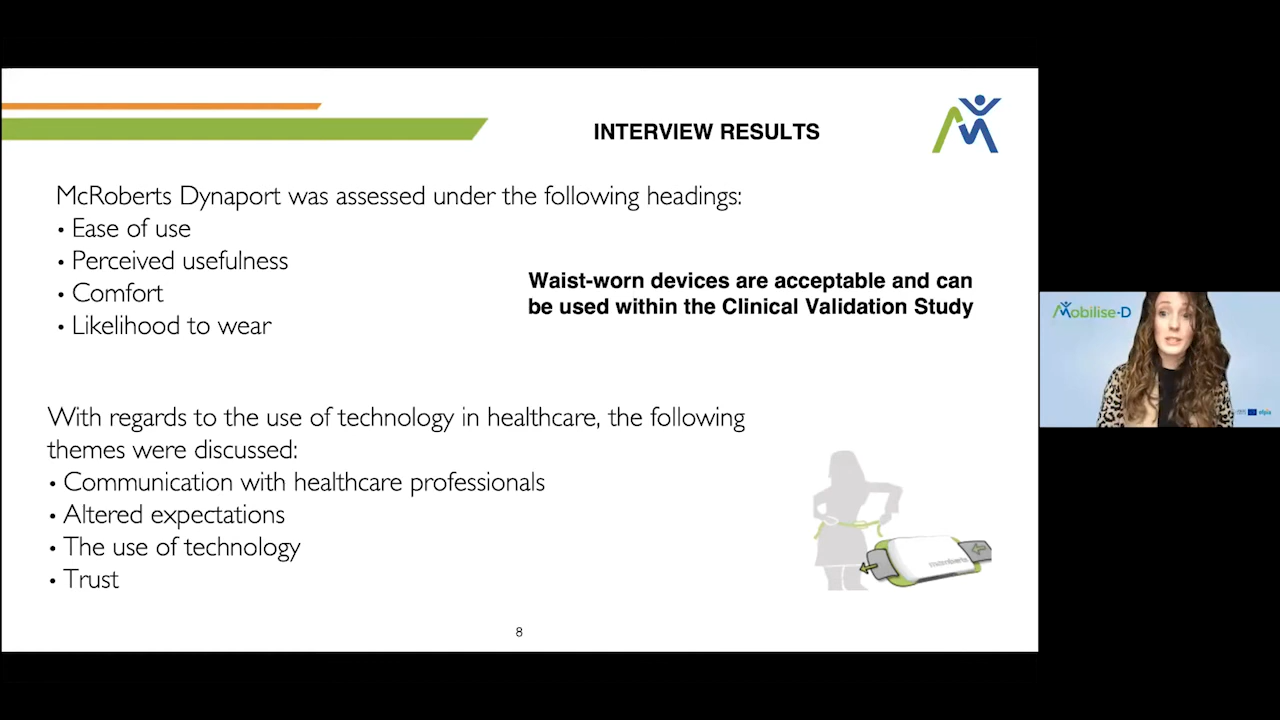 INTERVIEW RESULTS
McRoberts Dynaport was assessed under the following headings:
• Ease of use
• Perceived usefulness
• Comfort
• Likelihood to wear
Waist-worn devices are acceptable and can
be used within the Clinical Validation Study
With regards to the use of technology in healthcare, the following
themes were discussed:
• Communication with healthcare professionals
• Altered expectations
• The use of technology
• Trust
8
Mobilise-D
efpia